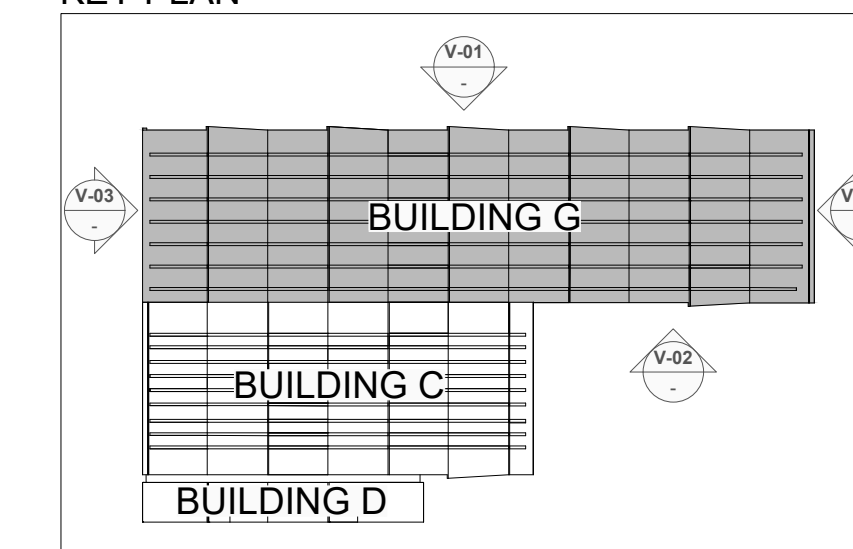 KEY PLAN
V-01
-
V-03
-
BUILDING G
V-02
-
BUILDING C
BUILDING D